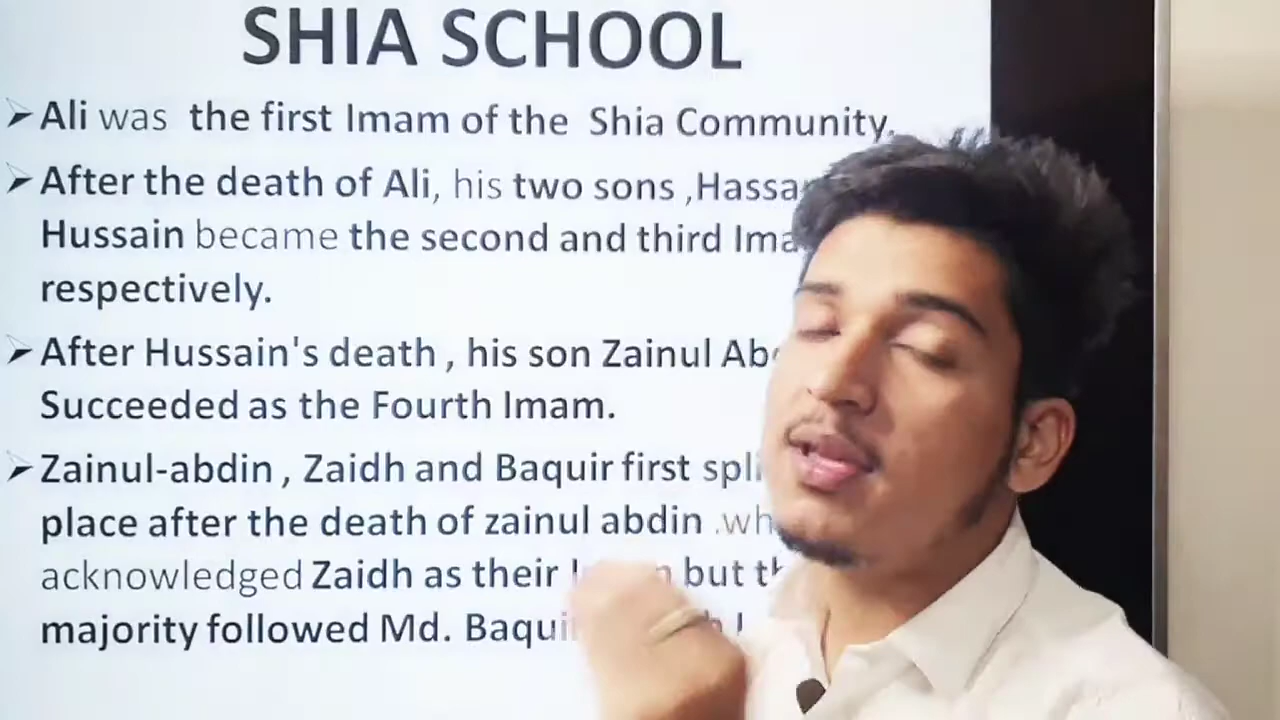 SHIA SCHOOL
Ali was the first Imam of the Shia Community.
After the death of Ali, his two sons ,Hassa
Hussain became the second and third Ima
respectively.
After Hussain's death , his son Zainul Ab
Succeeded as the Fourth Imam.
Zainul-abdin , Zaidh and Baquir first spli
place after the death of zainul abdin .wh
acknowledged Zaidh as their but th
majority followed Md. Baqui